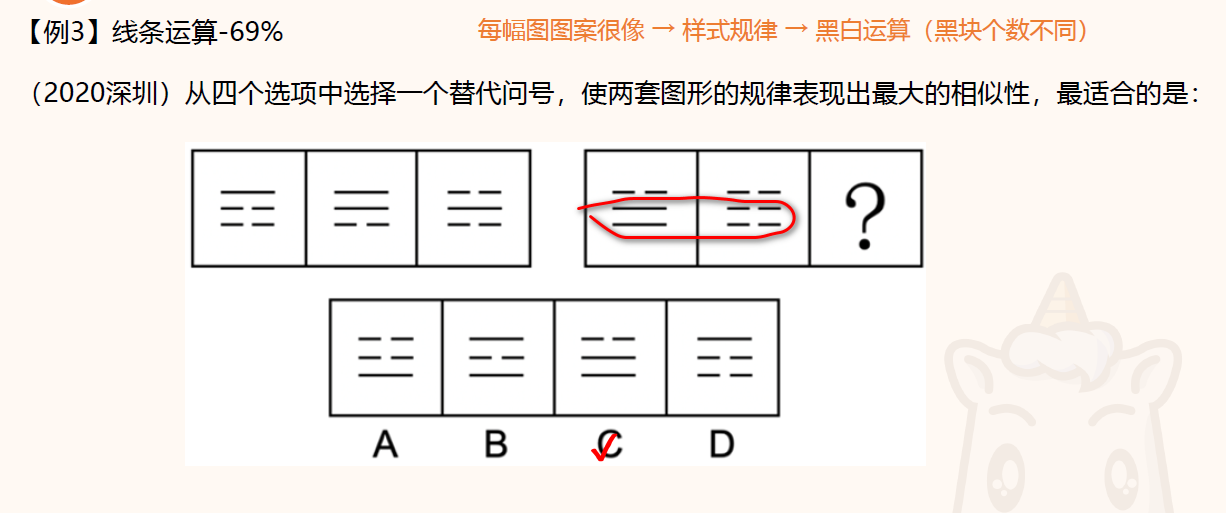 【例3】线条运算-69%
每幅图图案很像 → 样式规律 → 黑白运算（黑块个数不同）
（2020深圳）从四个选项中选择一个替代问号，使两套图形的规律表现出最大的相似性，最适合的是：
?
A B C D